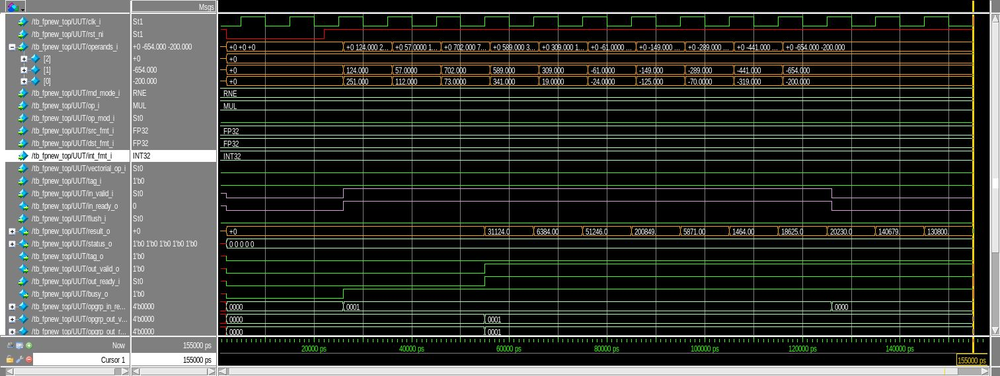 Msgs
/tb_fpnew_top/UUT/clk_i St1
/tb_fpnew_top/UUT/rst_ni St1
/tb_fpnew_top/UUT/operands_i +0 -654.000 -200.000 +0 +0 +0 +0 124.000 2... +0 57.0000 1... +0 702.000 7... +0 589.000 3... +0 309.000 1... +0 -61.0000 ... +0 -149.000 ... +0 -289.000 ... +0 -441.000 ... +0 -654.000 -200.000
[2] +0 +0
[1] -654.000 +0 124.000 57.0000 702.000 589.000 309.000 -61.0000 -149.000 -289.000 -441.000 -654.000
[0] -200.000 +0 251.000 112.000 73.0000 341.000 19.0000 -24.0000 -125.000 -70.0000 -319.000 -200.000
/tb_fpnew_top/UUT/rnd_mode_i RNE RNE
/tb_fpnew_top/UUT/op_i MUL MUL
/tb_fpnew_top/UUT/op_mod_i St0
/tb_fpnew_top/UUT/src_fmt_i FP32 FP32
/tb_fpnew_top/UUT/dst_fmt_i FP32 FP32
/tb_fpnew_top/UUT/int_fmt_i INT32 INT32
/tb_fpnew_top/UUT/vectorial_op_i St0
/tb_fpnew_top/UUT/tag_i 1'b0
/tb_fpnew_top/UUT/in_valid_i St0
/tb_fpnew_top/UUT/in_ready_o 0
/tb_fpnew_top/UUT/flush_i St0
/tb_fpnew_top/UUT/result_o +0 +0 31124.0 6384.00 51246.0 200849. 5871.00 1464.00 18625.0 20230.0 140679. 130800.
/tb_fpnew_top/UUT/status_o 1'b0 1'b0 1'b0 1'b0 1'b0 0 0 0 0 0
/tb_fpnew_top/UUT/tag_o 1'b0
/tb_fpnew_top/UUT/out_valid_o 1'b0
/tb_fpnew_top/UUT/out_ready_i St0
/tb_fpnew_top/UUT/busy_o 1'b0
/tb_fpnew_top/UUT/opgrp_in_re... 4'b0000 0000 0001 0000
/tb_fpnew_top/UUT/opgrp_out_v... 4'b0000 0000 0001
/tb_fpnew_top/UUT/opgrp_out_r... 4'b0000 0000 0001
Now 155000 ps 20000 ps 40000 ps 60000 ps 80000 ps 100000 ps 120000 ps 140000 ps
Cursor 1 155000 ps 155000 ps